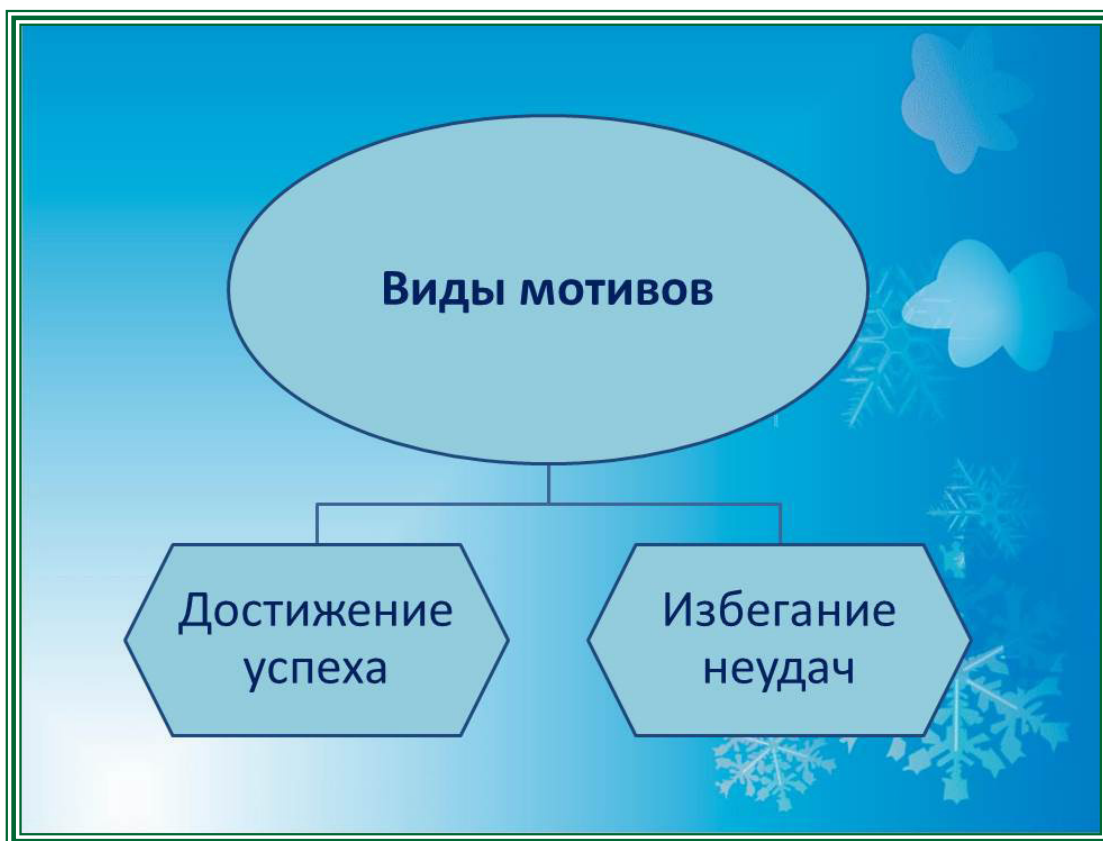 Виды мотивов
Достижение
успеха
Избегание
неудач